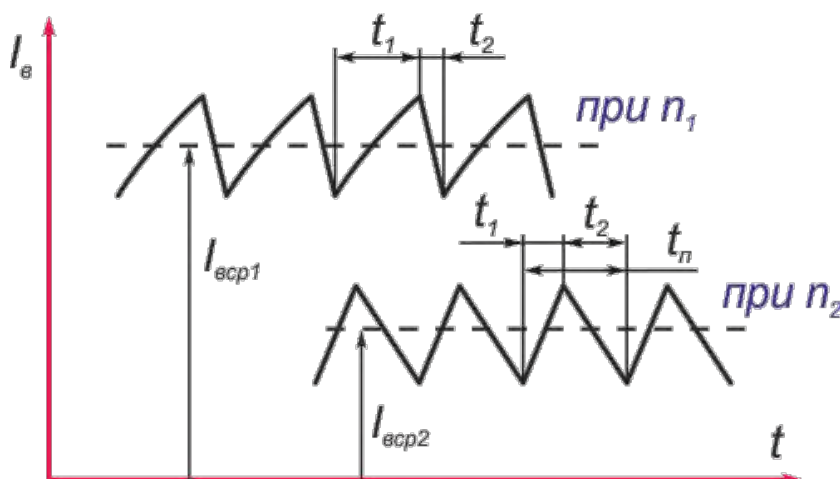 Iв
t1 t2
при n1
Iвср1
t1 t2 tп
при n2
Iвср2
t